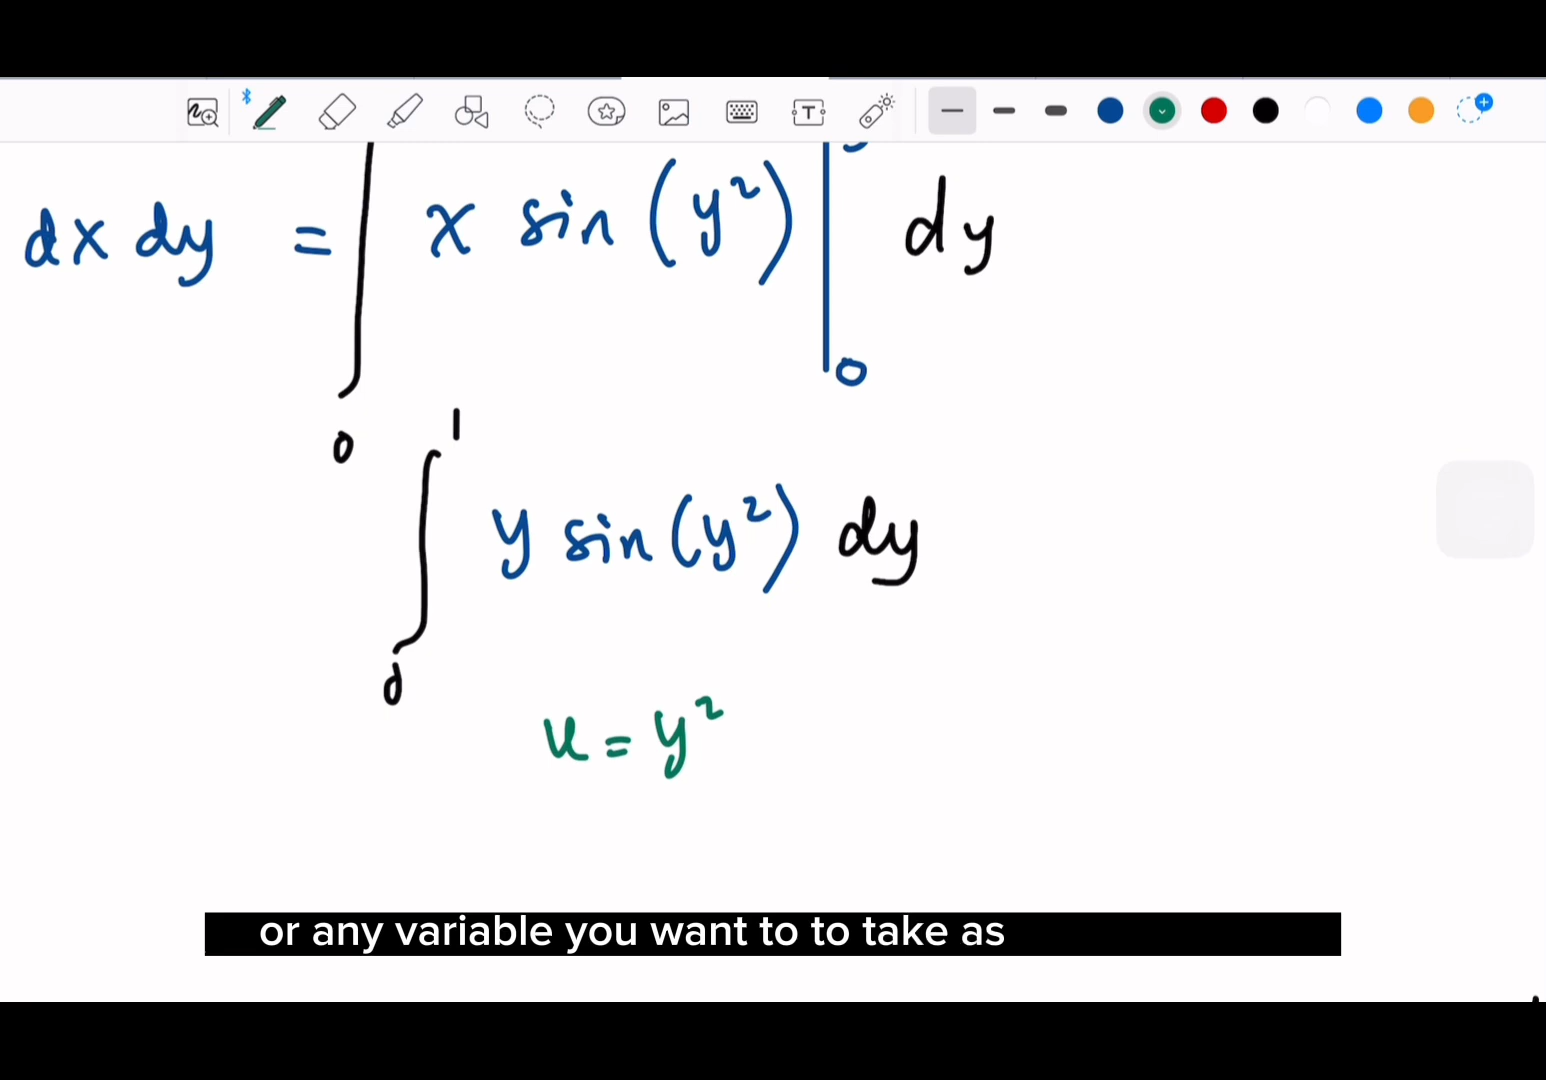 dx dy = ∫ x sin (y²) | dy
0
0
1
∫ y sin (y²) dy
0
u = y²
or any variable you want to to take as